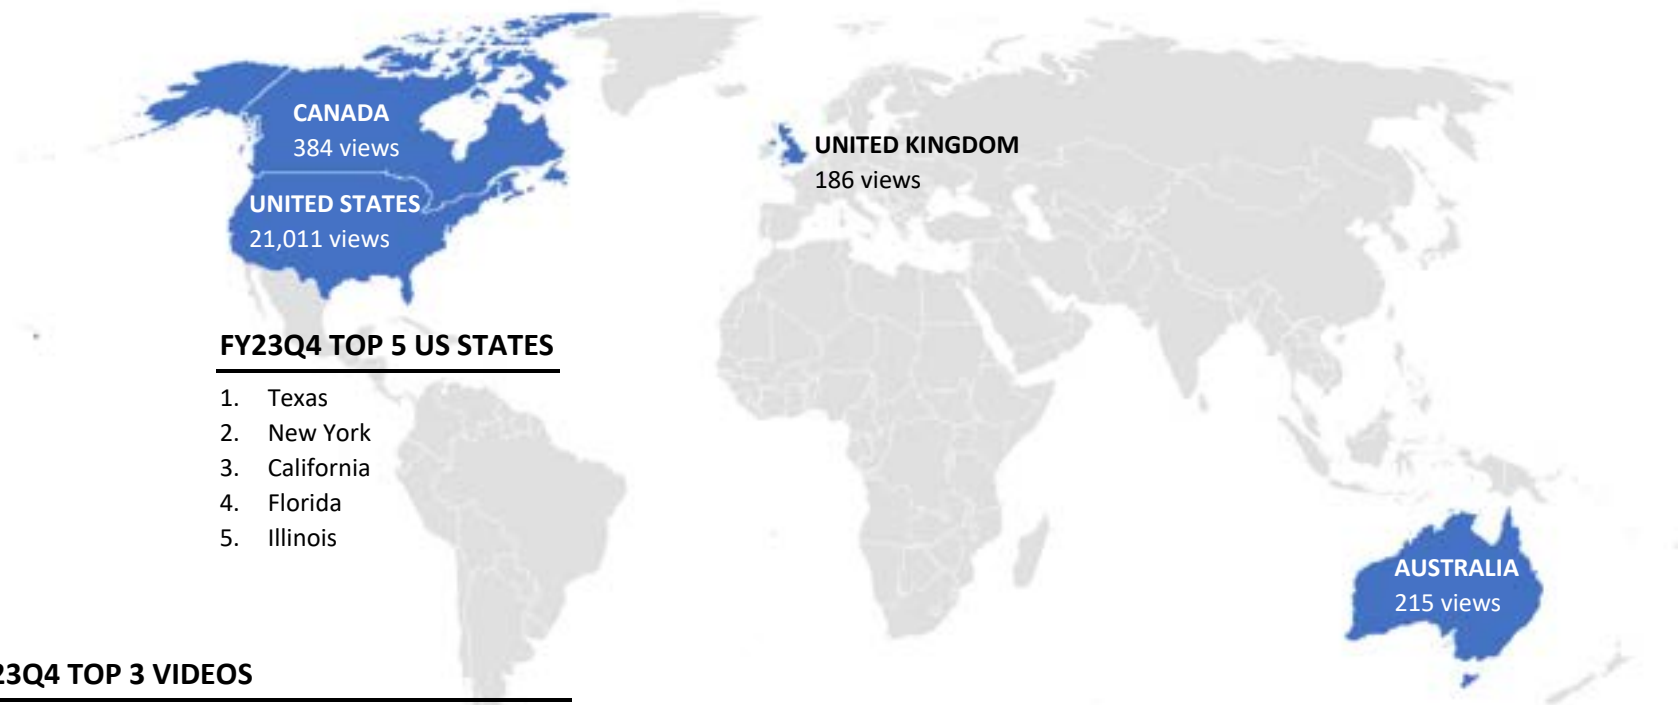 CANADA
384 views
UNITED STATES
21,011 views
UNITED KINGDOM
186 views
FY23Q4 TOP 5 US STATES
1. Texas
2. New York
3. California
4. Florida
5. Illinois
AUSTRALIA
215 views
23Q4 TOP 3 VIDEOS